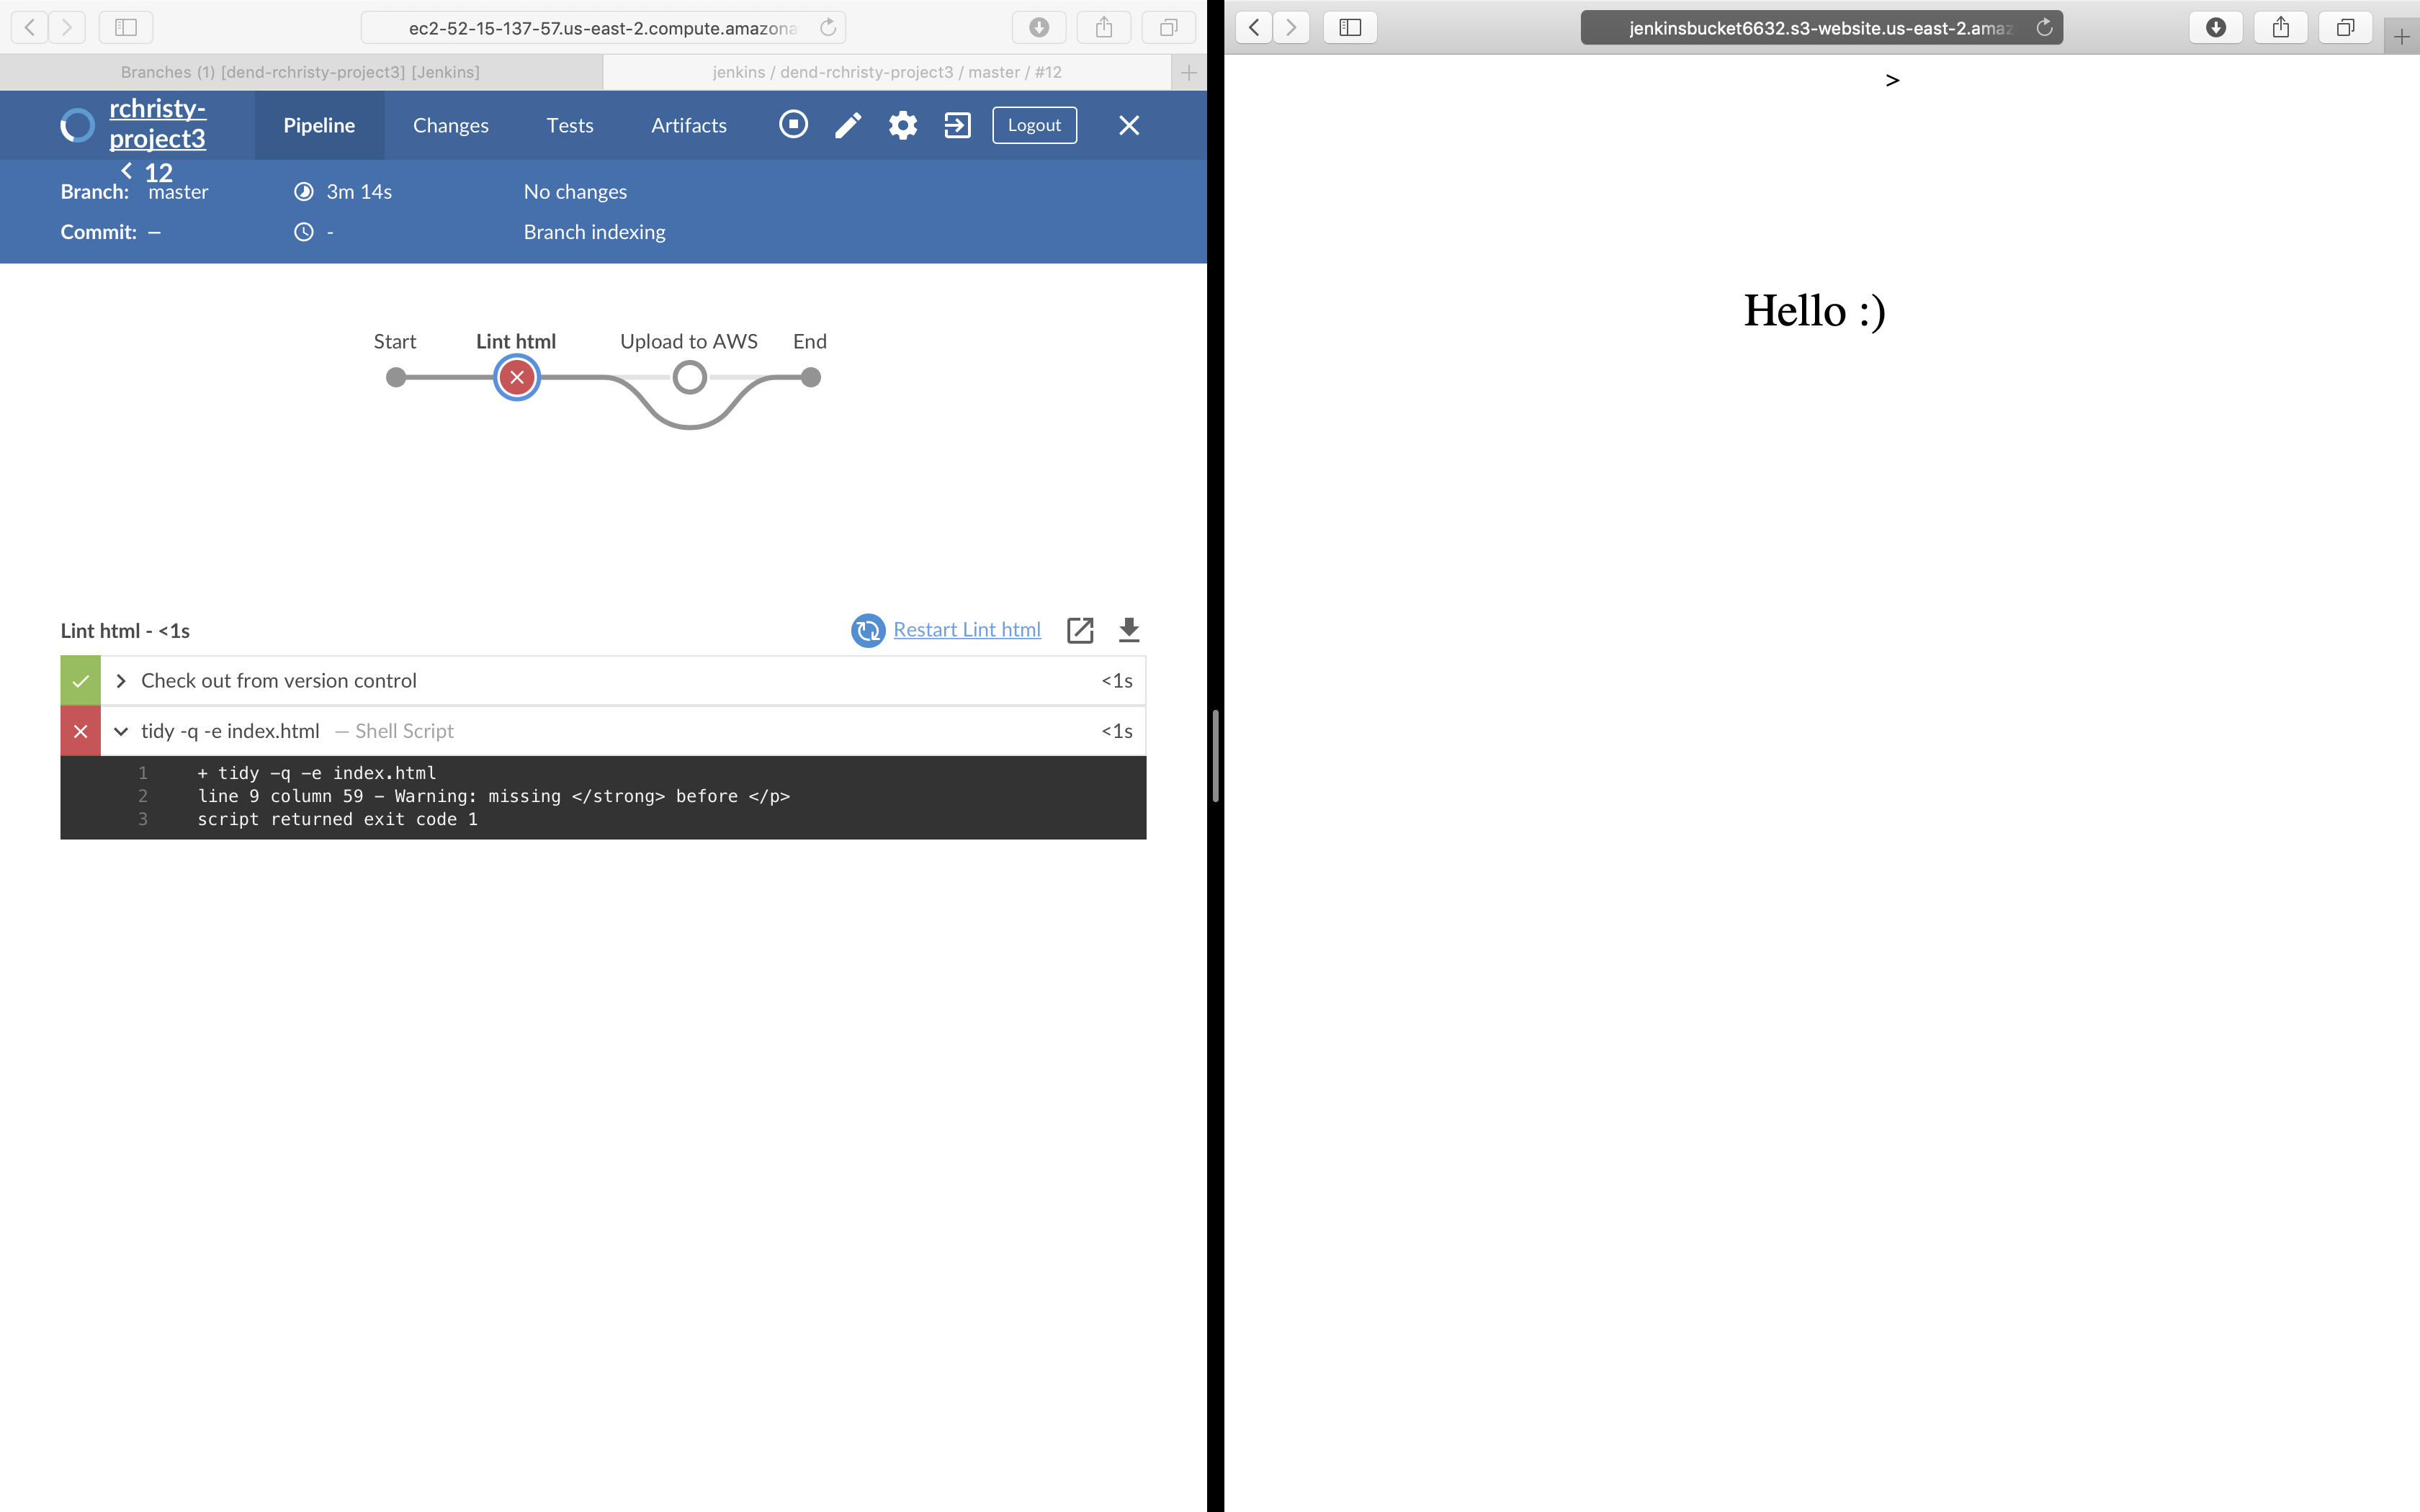 ec2-52-15-137-57.us-east-2.compute.amazona
Branches (1) [dend-rchristy-project3] [Jenkins]
jenkins / dend-rchristy-project3 / master / #12
rchristy-
project3
< 12
Pipeline
Changes
Tests
Artifacts
Logout
Branch: master
3m 14s
No changes
Commit: —
-
Branch indexing
Start
Lint html
Upload to AWS
End
Lint html - <1s
Restart Lint html
Check out from version control
<1s
tidy -q -e index.html — Shell Script
<1s
1 + tidy -q -e index.html
2 line 9 column 59 - Warning: missing </strong> before </p>
3 script returned exit code 1
jenkinsbucket6632.s3-website.us-east-2.amaz
>
Hello :)